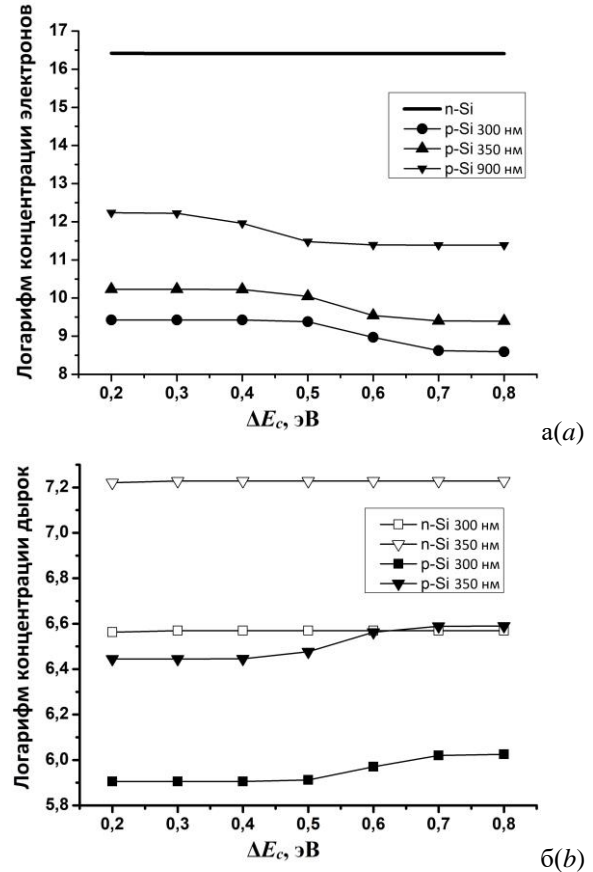 Логарифм концентрации электронов
17
16
15
14
13
12
11
10
9
8
n-Si
p-Si 300 нм
p-Si 350 нм
p-Si 900 нм
0,2 0,3 0,4 0,5 0,6 0,7 0,8
ΔEc, эВ
а(a)
Логарифм концентрации дырок
7,2
7,0
6,8
6,6
6,4
6,2
6,0
5,8
n-Si 300 нм
n-Si 350 нм
p-Si 300 нм
p-Si 350 нм
0,2 0,3 0,4 0,5 0,6 0,7 0,8
ΔEc, эВ
б(b)